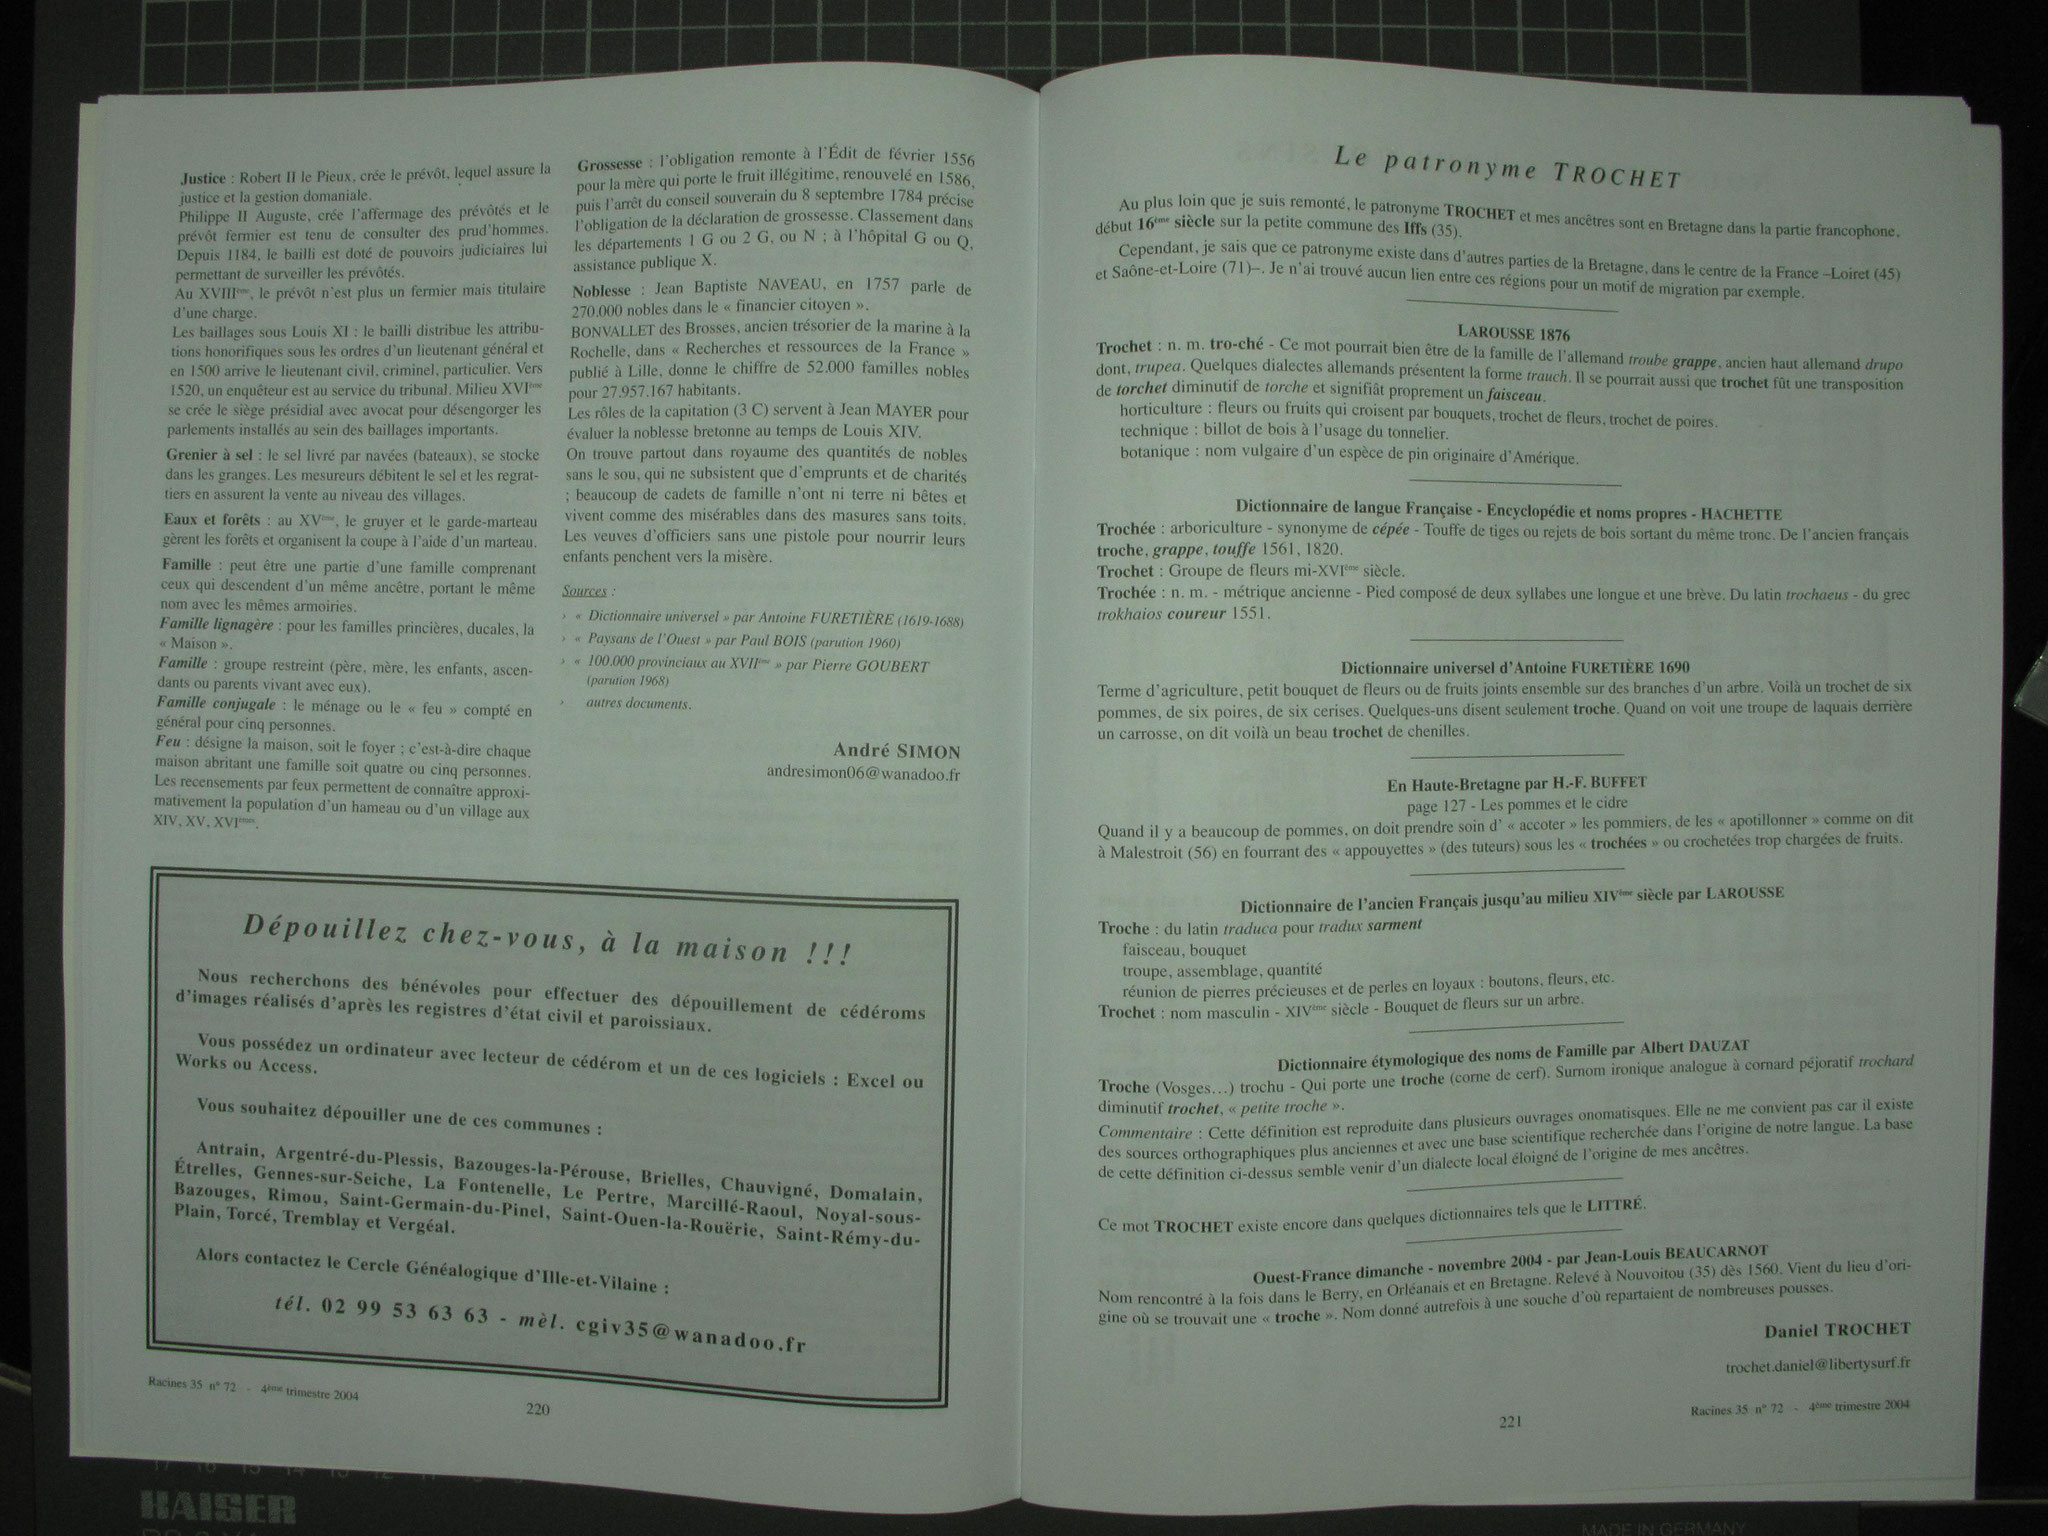 Justice : Robert II le Pieux, crée le prévôt, lequel assure la
justice et la gestion domaniale.
Philippe II Auguste, crée l'affermage des prévôtés et le
prévôt fermier est tenu de consulter des prud'hommes.
Depuis 1184, le bailli est doté de pouvoirs judiciaires lui
permettant de surveiller les prévôtés.
Au XVIIIème, le prévôt n'est plus un fermier mais titulaire
d'une charge.
Les baillages sous Louis XI : le bailli distribue les attribu-
tions honorifiques sous les ordres d'un lieutenant général et
en 1500 arrive le lieutenant civil, criminel, particulier. Vers
1520, un enquêteur est au service du tribunal. Milieu XVIème
se crée le siège présidial avec avocat pour désengorger les
parlements installés au sein des baillages importants.
Grenier à sel : le sel livré par navées (bateaux), se stocke
dans les granges. Les mesureurs débitent le sel et les regrat-
tiers en assurent la vente au niveau des villages.
Eaux et forêts : au XVème, le gruyer et le garde-marteau
gèrent les forêts et organisent la coupe à l'aide d'un marteau.
Famille : peut être une partie d'une famille comprenant
ceux qui descendent d'un même ancêtre, portant le même
nom avec les mêmes armoiries.
Famille lignagère : pour les familles princières, ducales, la
« Maison ».
Famille : groupe restreint (père, mère, les enfants, ascen-
dants ou parents vivant avec eux).
Famille conjugale : le ménage ou le « feu » compté en
général pour cinq personnes.
Feu : désigne la maison, soit le foyer ; c'est-à-dire chaque
maison abritant une famille soit quatre ou cinq personnes.
Les recensements par feux permettent de connaître approxi-
mativement la population d'un hameau ou d'un village aux
XIV, XV, XVIèmes.
Grossesse : l'obligation remonte à l'Édit de février 1556
pour la mère qui porte le fruit illégitime, renouvelé en 1586,
puis l'arrêt du conseil souverain du 8 septembre 1784 précise
l'obligation de la déclaration de grossesse. Classement dans
les départements 1 G ou 2 G, ou N ; à l'hôpital G ou Q,
assistance publique X.
Noblesse : Jean Baptiste NAVEAU, en 1757 parle de
270.000 nobles dans le « financier citoyen ».
BONVALLET des Brosses, ancien trésorier de la marine à la
Rochelle, dans « Recherches et ressources de la France »
publié à Lille, donne le chiffre de 52.000 familles nobles
pour 27.957.167 habitants.
Les rôles de la capitation (3 C) servent à Jean MAYER pour
évaluer la noblesse bretonne au temps de Louis XIV.
On trouve partout dans royaume des quantités de nobles
sans le sou, qui ne subsistent que d'emprunts et de charités
; beaucoup de cadets de famille n'ont ni terre ni bêtes et
vivent comme des misérables dans des masures sans toits.
Les veuves d'officiers sans une pistole pour nourrir leurs
enfants penchent vers la misère.
Sources :
› « Dictionnaire universel » par Antoine FURETIÈRE (1619-1688)
› « Paysans de l'Ouest » par Paul BOIS (parution 1960)
› « 100.000 provinciaux au XVIIème » par Pierre GOUBERT
(parution 1968)
› autres documents.
André SIMON
andresimon06@wanadoo.fr
Dépouillez chez-vous, à la maison !!!
Nous recherchons des bénévoles pour effectuer des dépouillement de cédéroms
d'images réalisés d'après les registres d'état civil et paroissiaux.
Vous possédez un ordinateur avec lecteur de cédérom et un de ces logiciels : Excel ou
Works ou Access.
Vous souhaitez dépouiller une de ces communes :
Antrain, Argentré-du-Plessis, Bazouges-la-Pérouse, Brielles, Chauvigné, Domalain,
Étrelles, Gennes-sur-Seiche, La Fontenelle, Le Pertre, Marcillé-Raoul, Noyal-sous-
Bazouges, Rimou, Saint-Germain-du-Pinel, Saint-Ouen-la-Rouërie, Saint-Rémy-du-
Plain, Torcé, Tremblay et Vergéal.
Alors contactez le Cercle Généalogique d'Ille-et-Vilaine :
tél. 02 99 53 63 63 - mèl. cgiv35@wanadoo.fr
Racines 35 n° 72 - 4ème trimestre 2004
220
Le patronyme TROCHET
Au plus loin que je suis remonté, le patronyme TROCHET et mes ancêtres sont en Bretagne dans la partie francophone,
début 16ème siècle sur la petite commune des Iffs (35).
Cependant, je sais que ce patronyme existe dans d'autres parties de la Bretagne, dans le centre de la France –Loiret (45)
et Saône-et-Loire (71)–. Je n'ai trouvé aucun lien entre ces régions pour un motif de migration par exemple.
LAROUSSE 1876
Trochet : n. m. tro-ché - Ce mot pourrait bien être de la famille de l'allemand troube grappe, ancien haut allemand drupo
dont, trupea. Quelques dialectes allemands présentent la forme trauch. Il se pourrait aussi que trochet fût une transposition
de torchet diminutif de torche et signifiât proprement un faisceau.
horticulture : fleurs ou fruits qui croisent par bouquets, trochet de fleurs, trochet de poires.
technique : billot de bois à l'usage du tonnelier.
botanique : nom vulgaire d'un espèce de pin originaire d'Amérique.
Dictionnaire de langue Française - Encyclopédie et noms propres - HACHETTE
Trochée : arboriculture - synonyme de cépée - Touffe de tiges ou rejets de bois sortant du même tronc. De l'ancien français
troche, grappe, touffe 1561, 1820.
Trochet : Groupe de fleurs mi-XVIème siècle.
Trochée : n. m. - métrique ancienne - Pied composé de deux syllabes une longue et une brève. Du latin trochaeus - du grec
trokhaios coureur 1551.
Dictionnaire universel d'Antoine FURETIÈRE 1690
Terme d'agriculture, petit bouquet de fleurs ou de fruits joints ensemble sur des branches d'un arbre. Voilà un trochet de six
pommes, de six poires, de six cerises. Quelques-uns disent seulement troche. Quand on voit une troupe de laquais derrière
un carrosse, on dit voilà un beau trochet de chenilles.
En Haute-Bretagne par H.-F. BUFFET
page 127 - Les pommes et le cidre
Quand il y a beaucoup de pommes, on doit prendre soin d' « accoter » les pommiers, de les « apotillonner » comme on dit
à Malestroit (56) en fourrant des « appouyettes » (des tuteurs) sous les « trochées » ou crochetées trop chargées de fruits.
Dictionnaire de l'ancien Français jusqu'au milieu XIVème siècle par LAROUSSE
Troche : du latin traduca pour tradux sarment
faisceau, bouquet
troupe, assemblage, quantité
réunion de pierres précieuses et de perles en loyaux : boutons, fleurs, etc.
Trochet : nom masculin - XIVème siècle - Bouquet de fleurs sur un arbre.
Dictionnaire étymologique des noms de Famille par Albert DAUZAT
Troche (Vosges...) trochu - Qui porte une troche (corne de cerf). Surnom ironique analogue à cornard péjoratif trochard
diminutif trochet, « petite troche ».
Commentaire : Cette définition est reproduite dans plusieurs ouvrages onomatisques. Elle ne me convient pas car il existe
des sources orthographiques plus anciennes et avec une base scientifique recherchée dans l'origine de notre langue. La base
de cette définition ci-dessus semble venir d'un dialecte local éloigné de l'origine de mes ancêtres.
Ce mot TROCHET existe encore dans quelques dictionnaires tels que le LITTRÉ.
Ouest-France dimanche - novembre 2004 - par Jean-Louis BEAUCARNOT
Nom rencontré à la fois dans le Berry, en Orléanais et en Bretagne. Relevé à Nouvoitou (35) dès 1560. Vient du lieu d'ori-
gine où se trouvait une « troche ». Nom donné autrefois à une souche d'où repartaient de nombreuses pousses.
Daniel TROCHET
trochet.daniel@libertysurf.fr
Racines 35 n° 72 - 4ème trimestre 2004
221
KAISER
MADE IN GERMANY